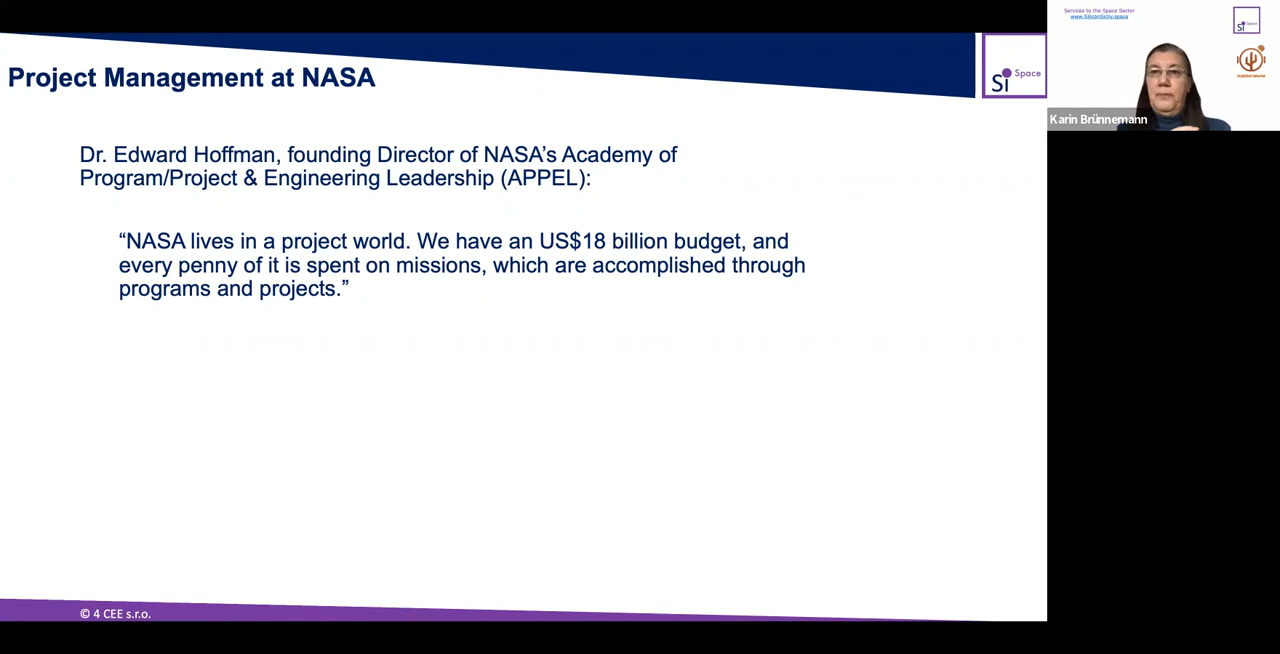 Services to the Space Sector
www.SiliconSicily.space
Si Space
Project Management at NASA
Si Space
Karin Brünnemann
Dr. Edward Hoffman, founding Director of NASA’s Academy of
Program/Project & Engineering Leadership (APPEL):
“NASA lives in a project world. We have an US$18 billion budget, and
every penny of it is spent on missions, which are accomplished through
programs and projects.”
© 4 CEE s.r.o.